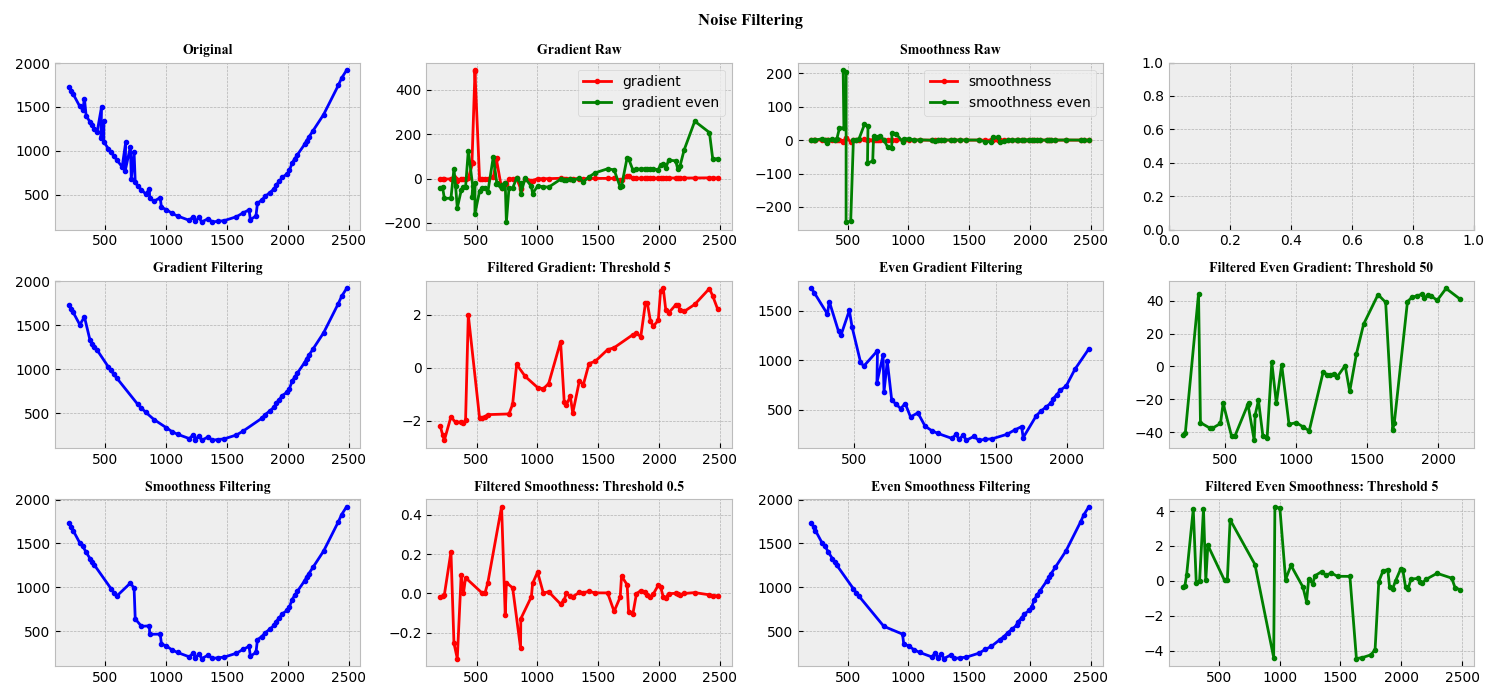 Noise Filtering
Original
Gradient Raw
Smoothness Raw
2000
1500
1000
500
500 1000 1500 2000 2500
400
200
0
−200
gradient
gradient even
500 1000 1500 2000 2500
200
100
0
−100
−200
smoothness
smoothness even
500 1000 1500 2000 2500
1.0
0.8
0.6
0.4
0.2
0.0
0.0 0.2 0.4 0.6 0.8 1.0
Gradient Filtering
Filtered Gradient: Threshold 5
Even Gradient Filtering
Filtered Even Gradient: Threshold 50
2000
1500
1000
500
500 1000 1500 2000 2500
2
0
−2
500 1000 1500 2000 2500
1500
1000
500
500 1000 1500 2000
40
20
0
−20
−40
500 1000 1500 2000
Smoothness Filtering
Filtered Smoothness: Threshold 0.5
Even Smoothness Filtering
Filtered Even Smoothness: Threshold 5
2000
1500
1000
500
500 1000 1500 2000 2500
0.4
0.2
0.0
−0.2
500 1000 1500 2000 2500
2000
1500
1000
500
500 1000 1500 2000 2500
4
2
0
−2
−4
500 1000 1500 2000 2500